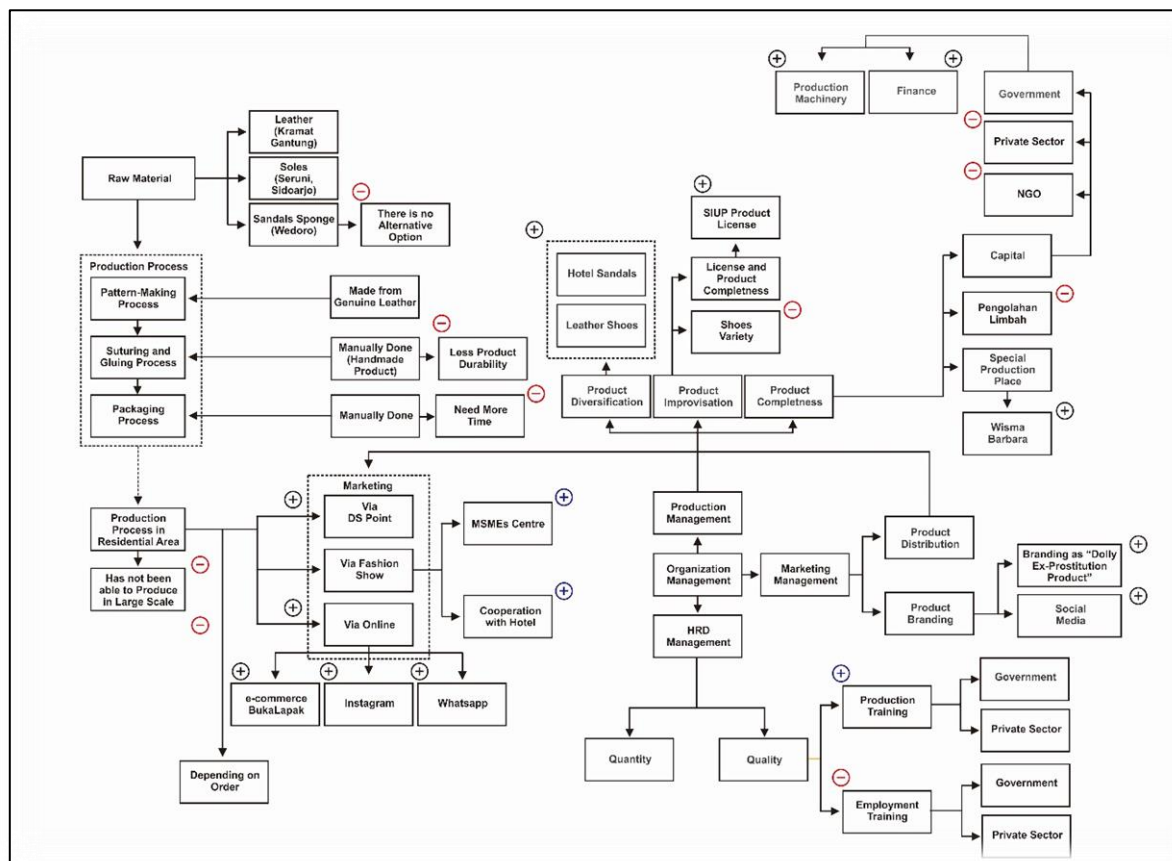 Production
Machinery
Finance
Government
Private Sector
NGO
Leather
(Kramat
Gantung)
Raw Material
Soles
(Seruni,
Sidoarjo)
Sandals Sponge
(Wedoro)
There is no
Alternative
Option
SIUP Product
License
License and
Product
Completness
Shoes
Variety
Hotel Sandals
Leather Shoes
Capital
Pengolahan
Limbah
Special
Production
Place
Wisma
Barbara
Production Process
Pattern-Making
Process
Made from
Genuine Leather
Suturing and
Gluing Process
Manually Done
(Handmade
Product)
Less Product
Durability
Packaging
Process
Manually Done
Need More
Time
Product
Diversification
Product
Improvisation
Product
Completness
Marketing
Via
DS Point
Via Fashion
Show
Via Online
MSMEs Centre
Cooperation
with Hotel
Production
Process in
Residential Area
Has not been
able to Produce
in Large Scale
e-commerce
BukaLapak
Instagram
Whatsapp
Depending on
Order
Production
Management
Organization
Management
Marketing
Management
HRD
Management
Product
Distribution
Product
Branding
Branding as “Dolly
Ex-Prostitution
Product”
Social
Media
Quantity
Quality
Production
Training
Government
Private Sector
Employment
Training
Government
Private Sector